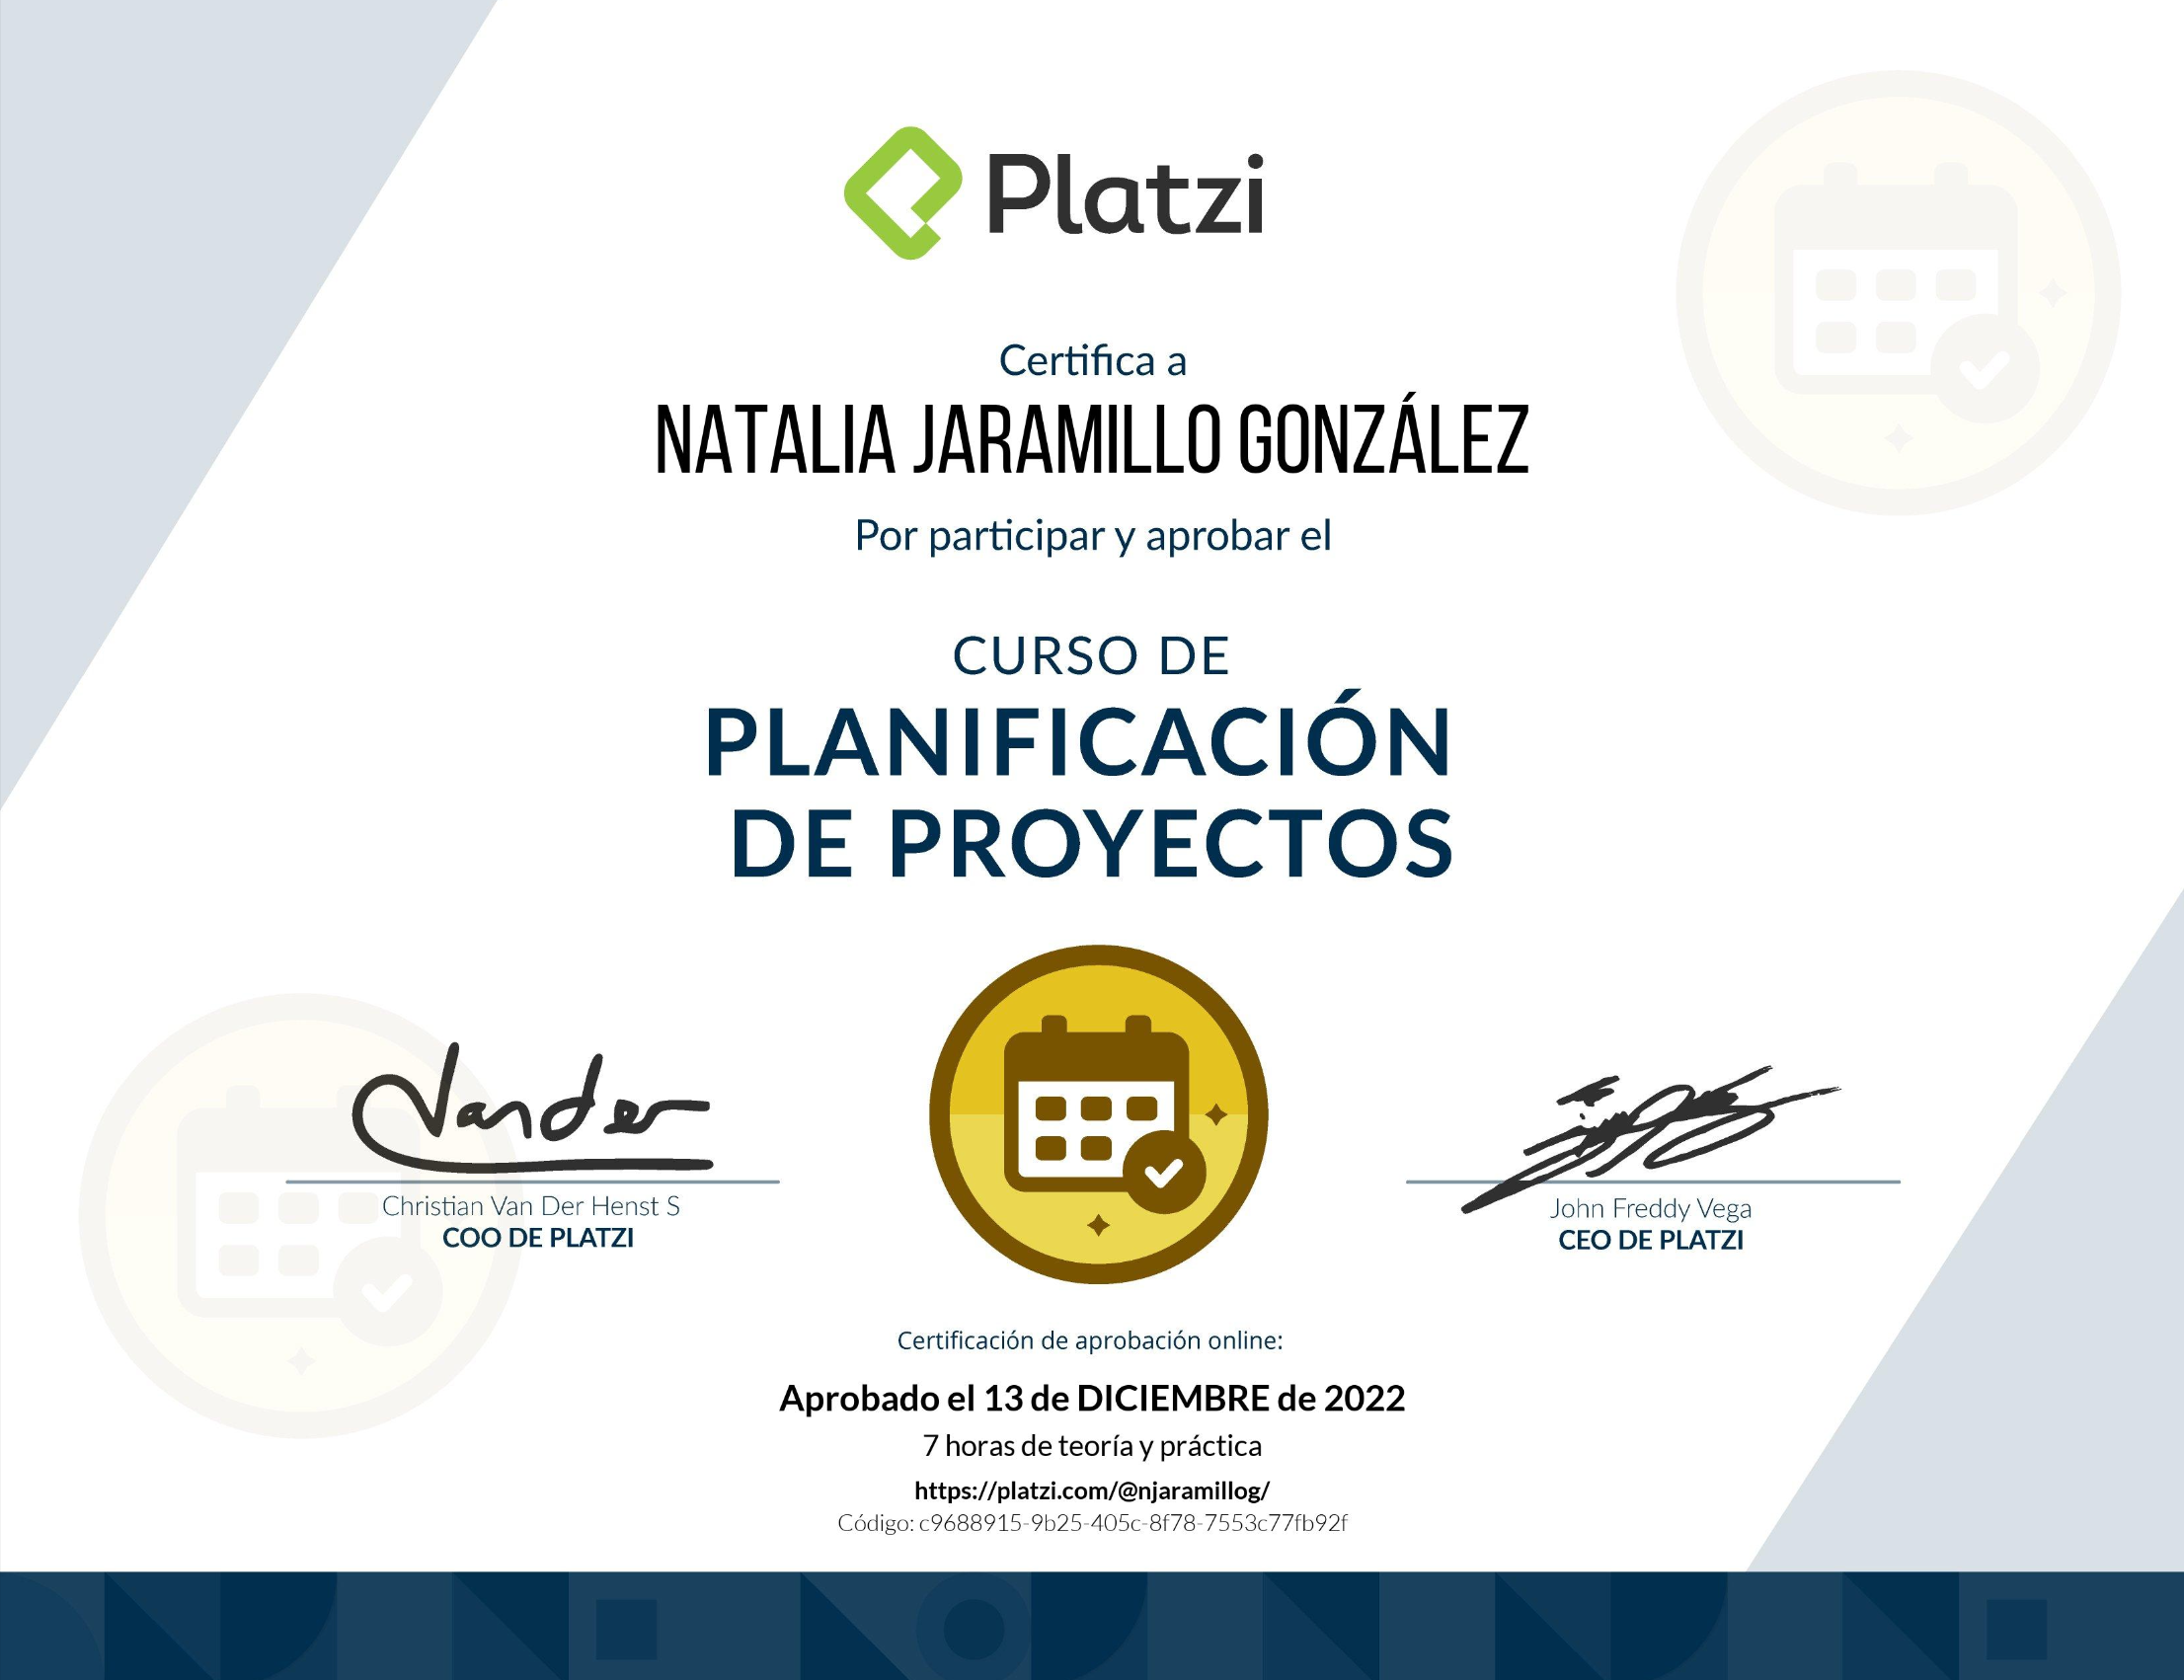 Platzi
Certifica a
NATALIA JARAMILLO GONZÁLEZ
Por participar y aprobar el
CURSO DE
PLANIFICACIÓN
DE PROYECTOS
Vander
Christian Van Der Henst S
COO DE PLATZI
John Freddy Vega
CEO DE PLATZI
Certificación de aprobación online:
Aprobado el 13 de DICIEMBRE de 2022
7 horas de teoría y práctica
https://platzi.com/@njaramillog/
Código: c9688915-9b25-405c-8f78-7553c77fb92f